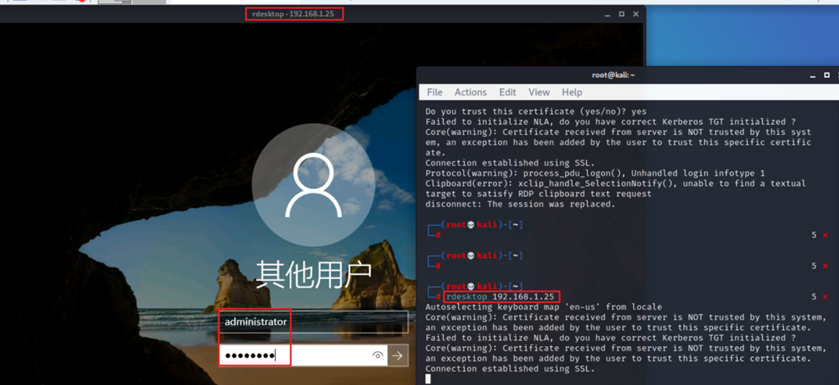 rdesktop - 192.168.1.25
其他用户
administrator
root@kali: ~
File Actions Edit View Help
Do you trust this certificate (yes/no)? yes
Failed to initialize NLA, do you have correct Kerberos TGT initialized ?
Core(warning): Certificate received from server is NOT trusted by this syst
em, an exception has been added by the user to trust this specific certific
ate.
Connection established using SSL.
Protocol(warning): process_pdu_logon(), Unhandled login infotype 1
Clipboard(error): xclip_handle_SelectionNotify(), unable to find a textual
target to satisfy RDP clipboard text request
disconnect: The session was replaced.
(root💀kali)-[~]
# 5 ⨯
(root💀kali)-[~]
# 5 ⨯
(root💀kali)-[~]
# rdesktop 192.168.1.25 5 ⨯
Autoselecting keyboard map 'en-us' from locale
Core(warning): Certificate received from server is NOT trusted by this system,
an exception has been added by the user to trust this specific certificate.
Failed to initialize NLA, do you have correct Kerberos TGT initialized ?
Core(warning): Certificate received from server is NOT trusted by this system,
an exception has been added by the user to trust this specific certificate.
Connection established using SSL.